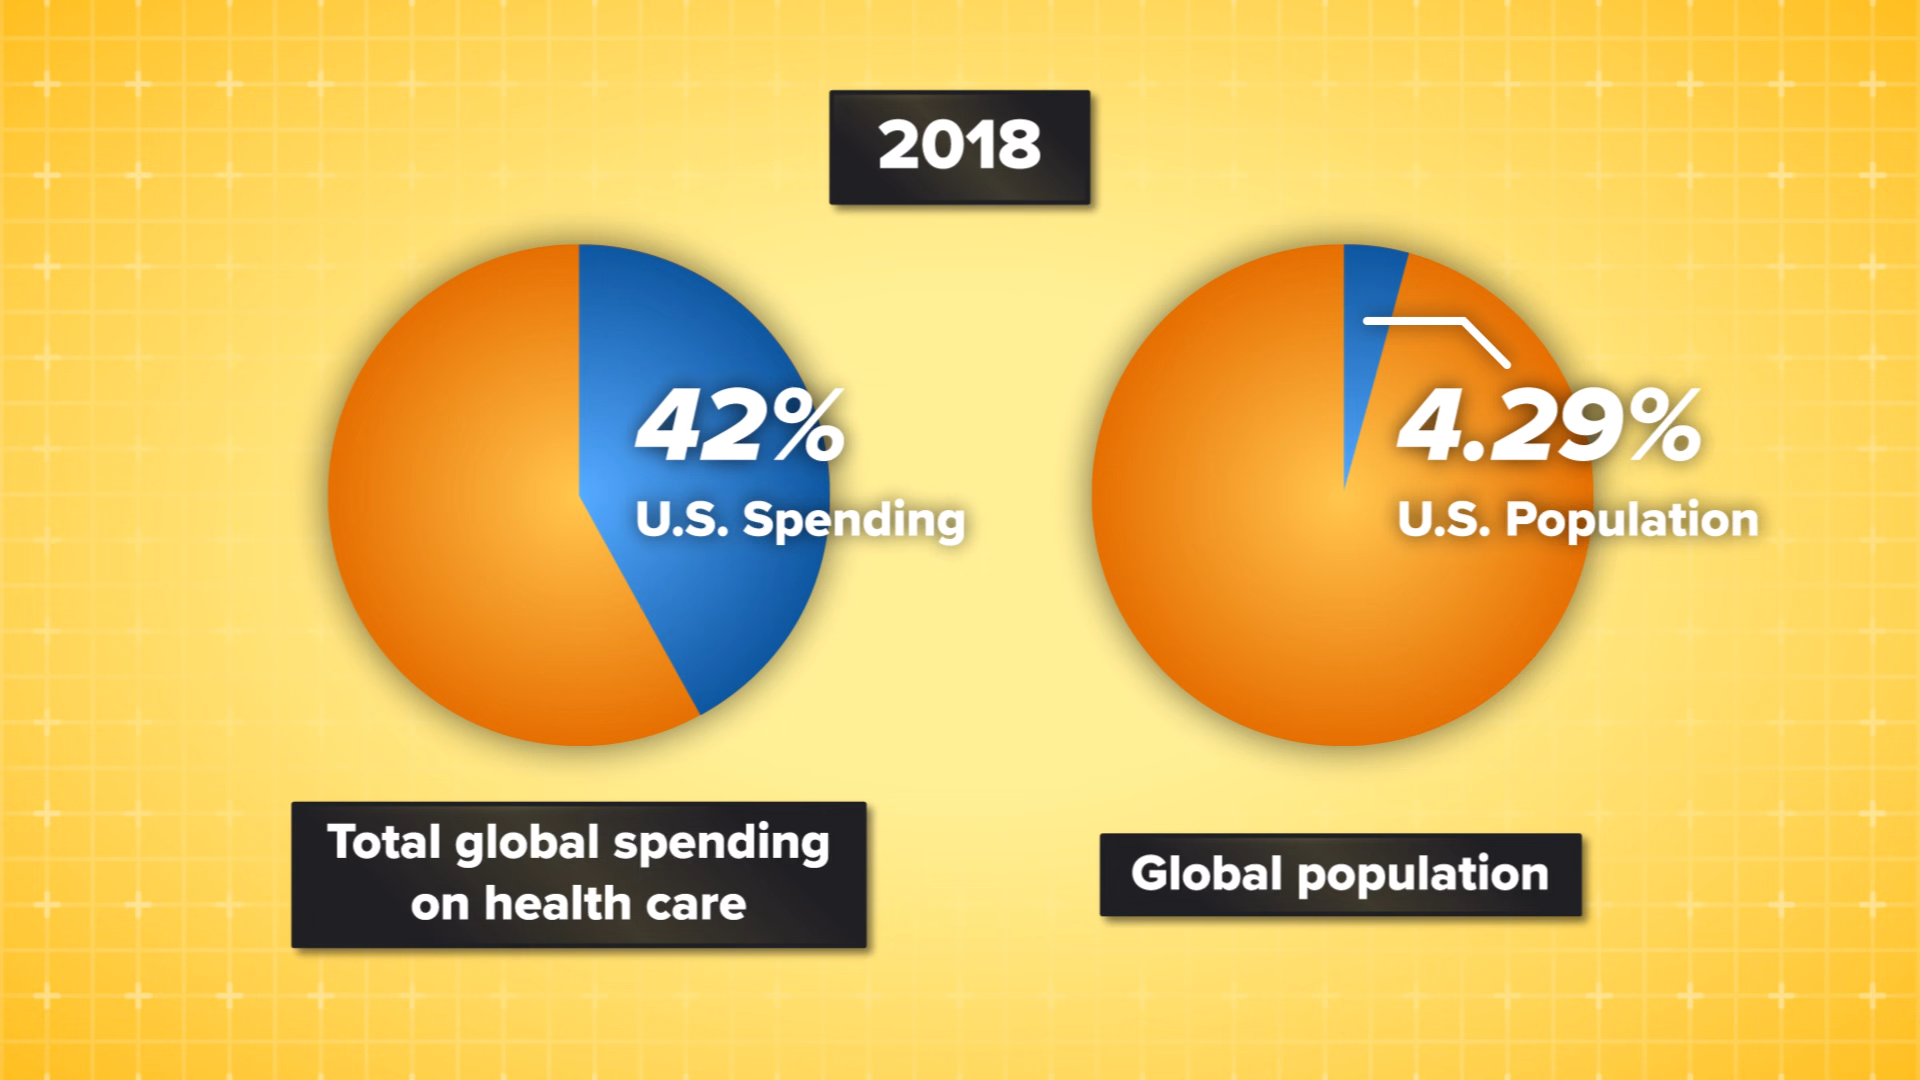 2018
42%
U.S. Spending
4.29%
U.S. Population
Total global spending
on health care
Global population